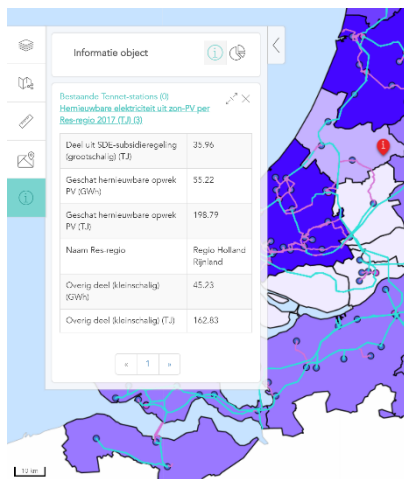 Informatie object
Bestaande Tennet-stations (0)
Hernieuwbare elektriciteit uit zon-PV per
Res-regio 2017 (TJ) (3)
Deel uit SDE-subsidieregeling
(grootschalig) (TJ)
35.96
Geschat hernieuwbare opwek
PV (GWh)
55.22
Geschat hernieuwbare opwek
PV (TJ)
198.79
Naam Res-regio
Regio Holland
Rijnland
Overig deel (kleinschalig)
(GWh)
45.23
Overig deel (kleinschalig) (TJ)
162.83
« 1 »
10 km